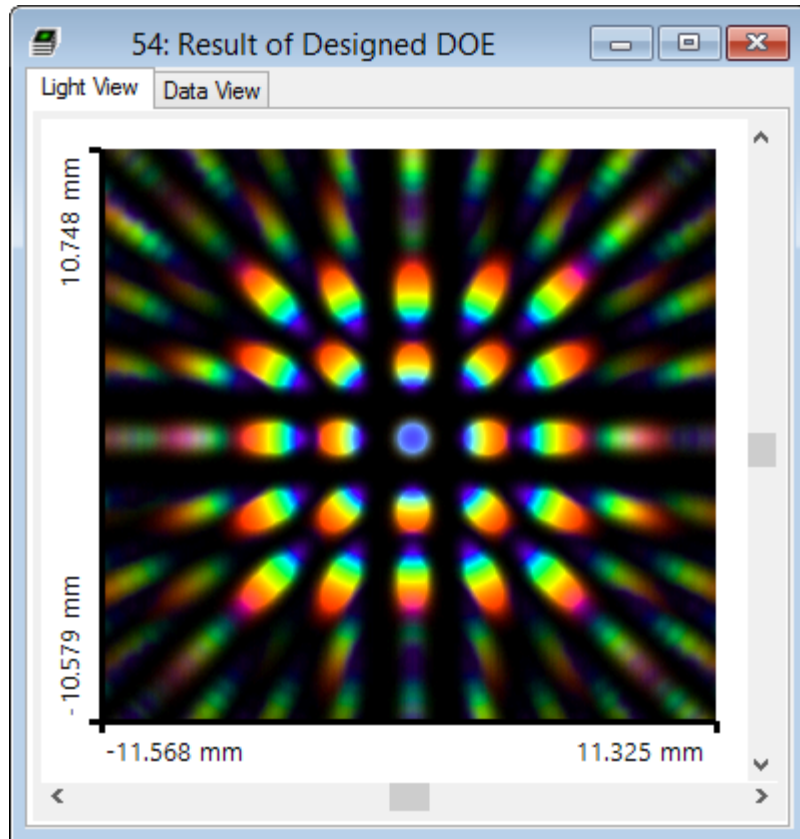 54: Result of Designed DOE
Light View
Data View
10.748 mm
-10.579 mm
-11.568 mm
11.325 mm